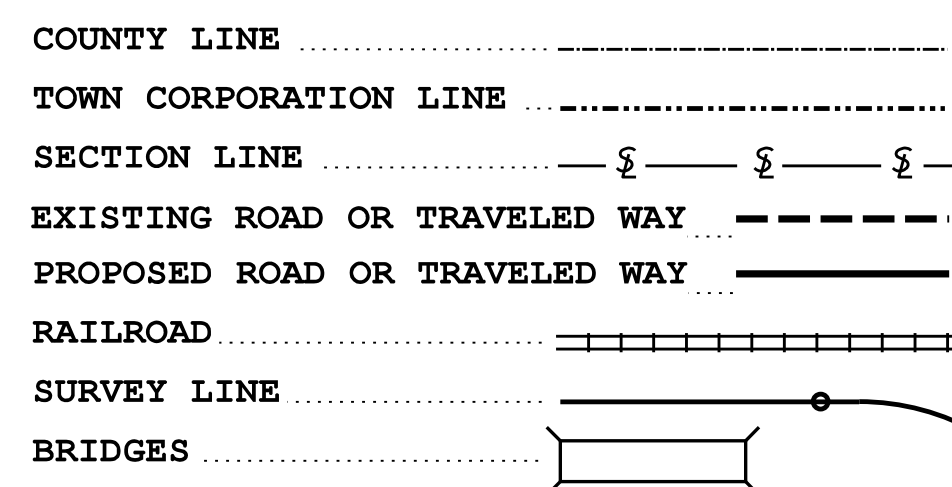 COUNTY LINE
TOWN CORPORATION LINE
SECTION LINE
EXISTING ROAD OR TRAVELED WAY
PROPOSED ROAD OR TRAVELED WAY
RAILROAD
SURVEY LINE
BRIDGES